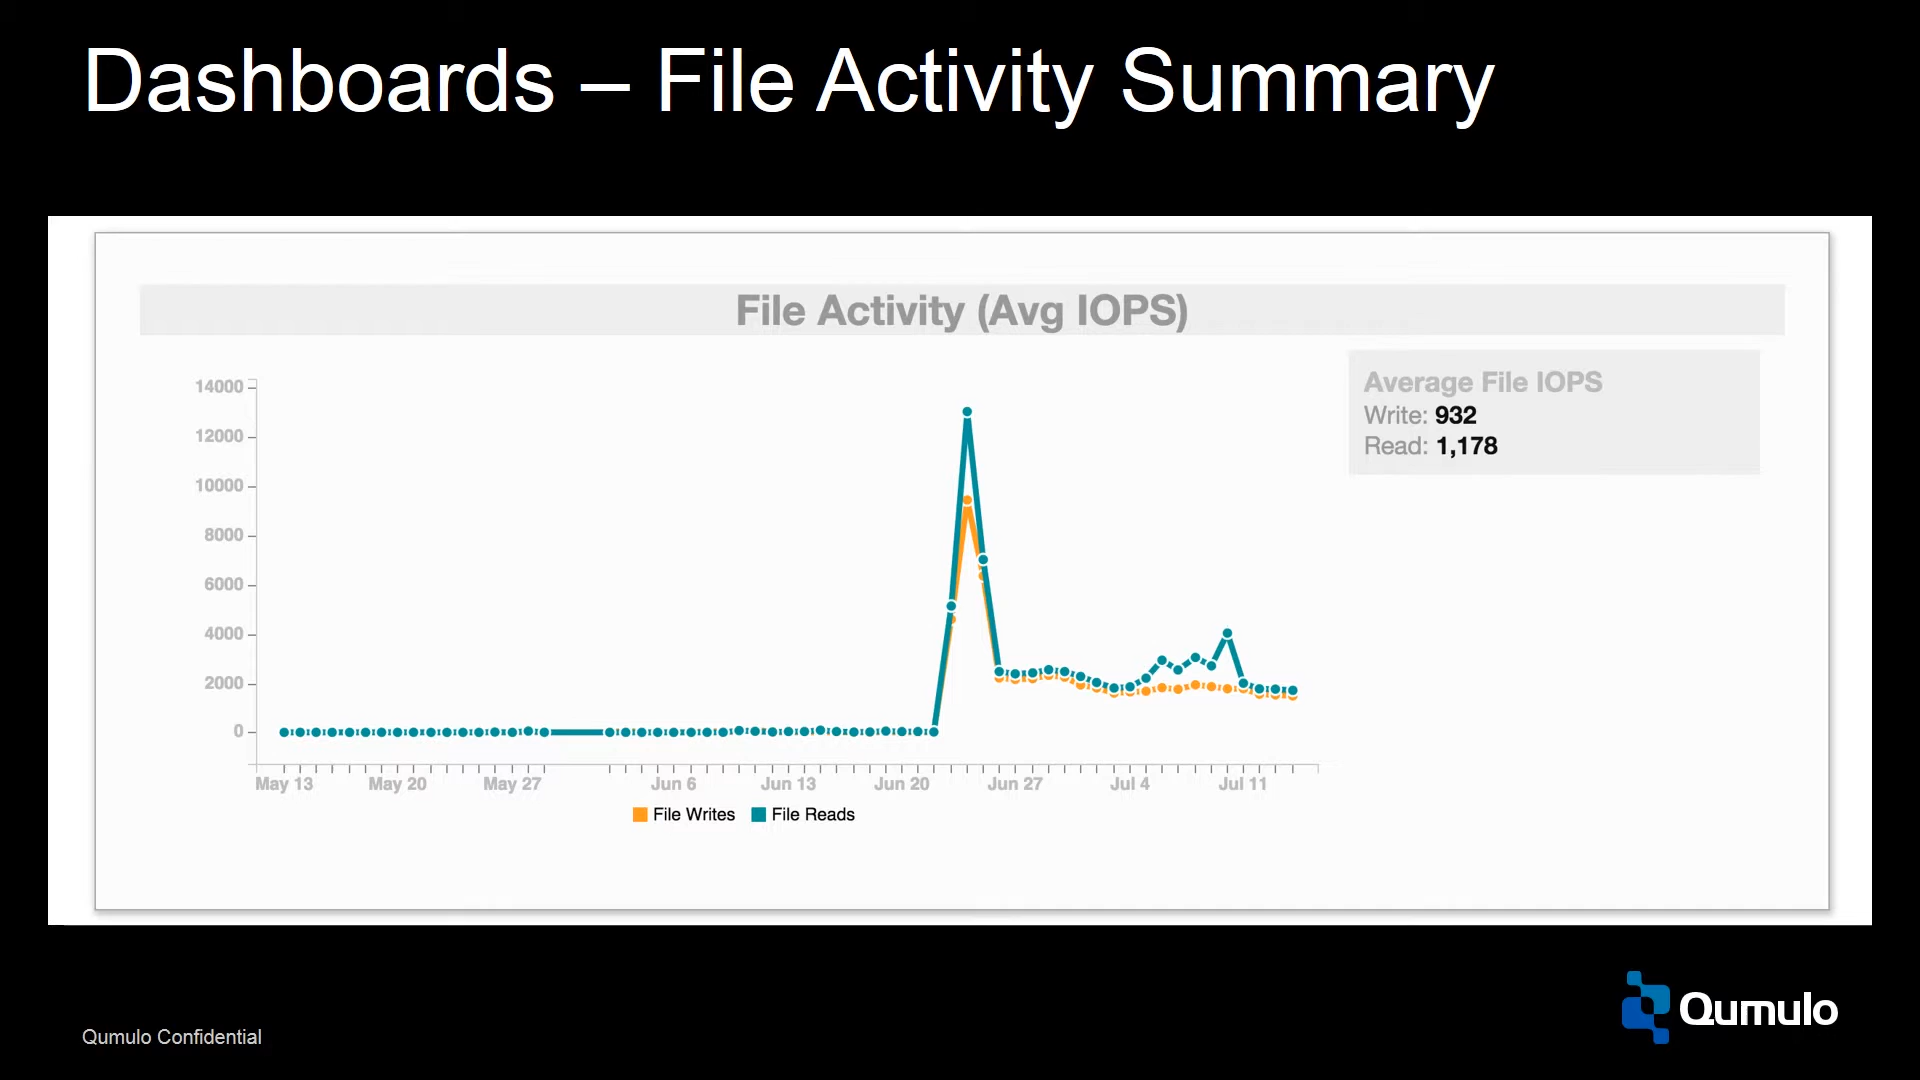 Dashboards – File Activity Summary
File Activity (Avg IOPS)
Average File IOPS
Write: 932
Read: 1,178
14000
12000
10000
8000
6000
4000
2000
0
May 13 May 20 May 27 Jun 6 Jun 13 Jun 20 Jun 27 Jul 4 Jul 11
File Writes File Reads
Qumulo Confidential
Qumulo